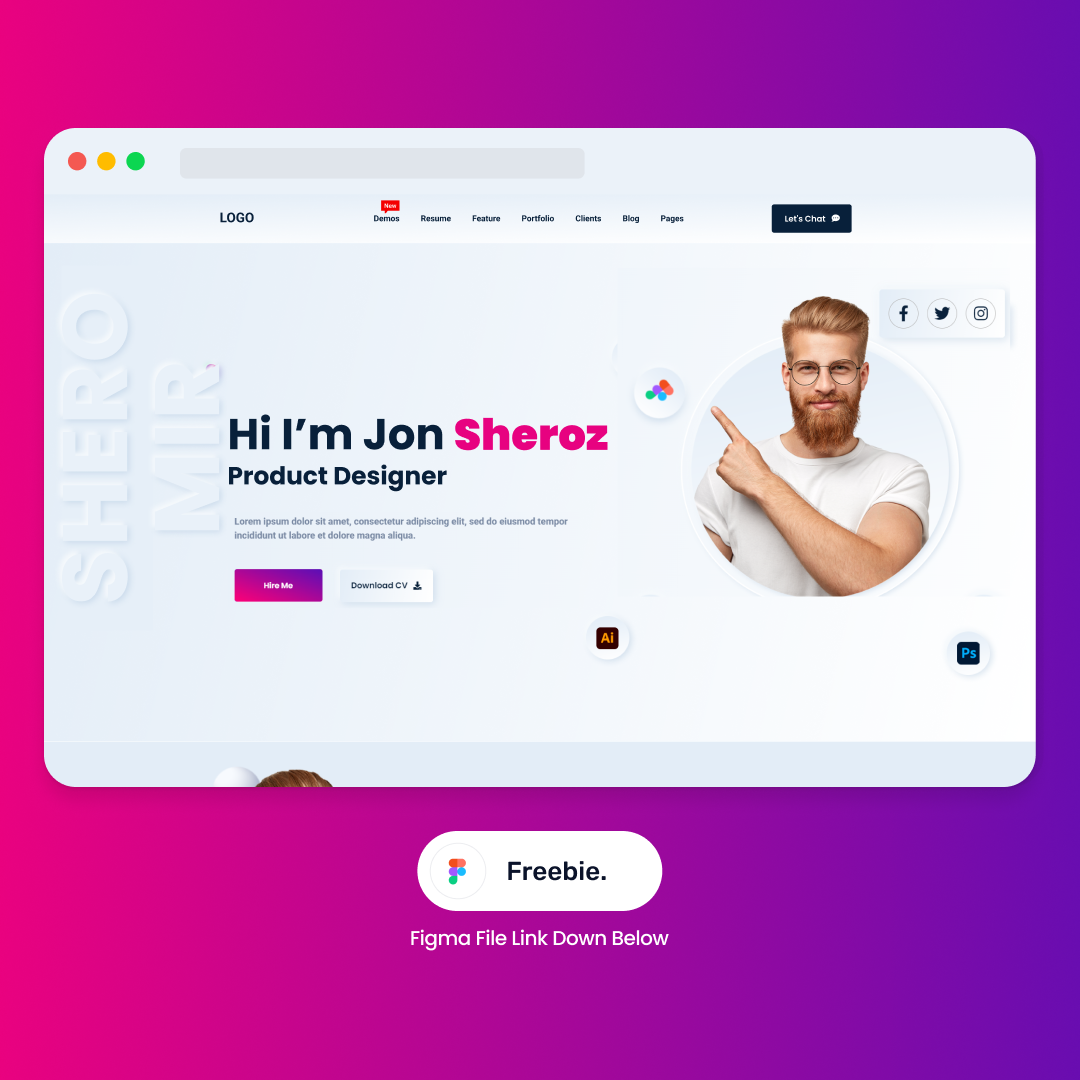 LOGO
New
Demos Resume Feature Portfolio Clients Blog Pages
Let's Chat
SHERO
MIR
Hi I’m Jon Sheroz
Product Designer
Lorem ipsum dolor sit amet, consectetur adipiscing elit, sed do eiusmod tempor
incididunt ut labore et dolore magna aliqua.
Hire Me
Download CV
Ai
Ps
Freebie.
Figma File Link Down Below